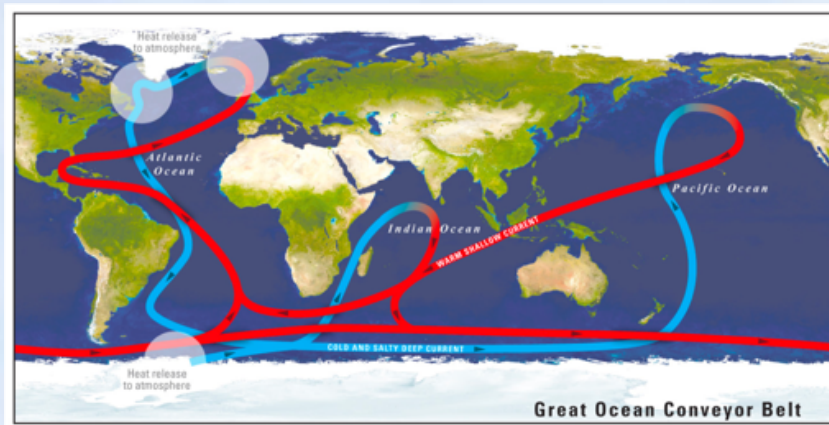 Heat release
to atmosphere
Atlantic
Ocean
Pacific Ocean
Indian Ocean
WARM SHALLOW CURRENT
COLD AND SALTY DEEP CURRENT
Heat release
to atmosphere
Great Ocean Conveyor Belt